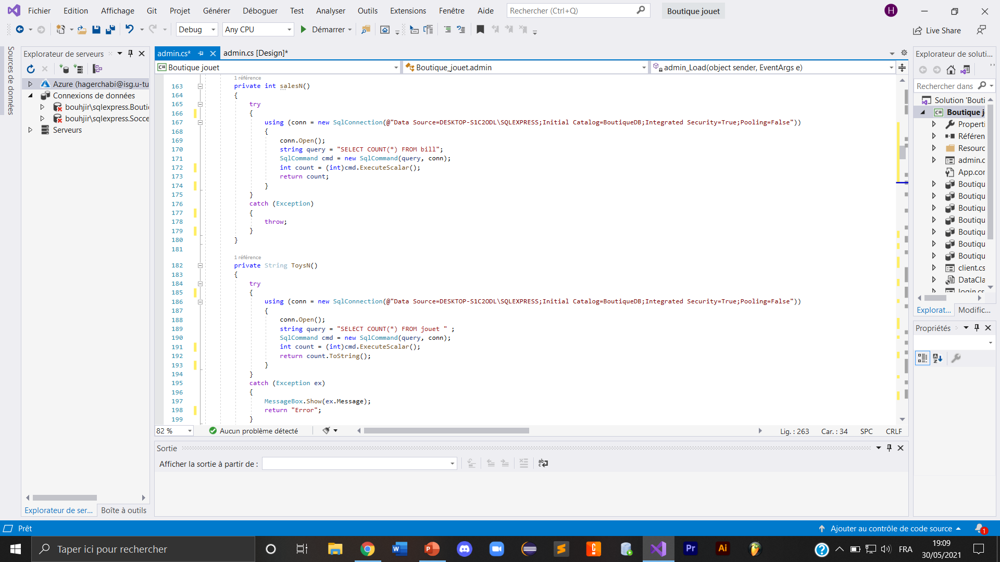 Fichier Edition Affichage Git Projet Générer Déboguer Test Analyser Outils Extensions Fenêtre Aide Rechercher (Ctrl+Q) Boutique jouet H
Debug Any CPU Démarrer Live Share
Sources de données
Explorateur de serveurs
Azure (hagerchabi@isg.u-tu
Connexions de données
bouhjir\sqlexpress.Bouti
bouhjir\sqlexpress.Socce
Serveurs
Explorateur de ser... Boîte à outils
admin.cs* admin.cs [Design]*
C# Boutique jouet Boutique_jouet.admin admin_Load(object sender, EventArgs e)
1 référence
163 private int salesN()
164 {
165 try
166 {
167 using (conn = new SqlConnection(@"Data Source=DESKTOP-S1C2ODL\SQLEXPRESS;Initial Catalog=BoutiqueDB;Integrated Security=True;Pooling=False"))
168 {
169 conn.Open();
170 string query = "SELECT COUNT(*) FROM bill";
171 SqlCommand cmd = new SqlCommand(query, conn);
172 int count = (int)cmd.ExecuteScalar();
173 return count;
174 }
175 }
176 catch (Exception)
177 {
178 throw;
179 }
180 }
181
1 référence
182 private String ToysN()
183 {
184 try
185 {
186 using (conn = new SqlConnection(@"Data Source=DESKTOP-S1C2ODL\SQLEXPRESS;Initial Catalog=BoutiqueDB;Integrated Security=True;Pooling=False"))
187 {
188 conn.Open();
189 string query = "SELECT COUNT(*) FROM jouet " ;
190 SqlCommand cmd = new SqlCommand(query, conn);
191 int count = (int)cmd.ExecuteScalar();
192 return count.ToString();
193 }
194 }
195 catch (Exception ex)
196 {
197 MessageBox.Show(ex.Message);
198 return "Error";
199 }
82 % Aucun problème détecté Lig. : 263 Car. : 34 SPC CRLF
Sortie
Afficher la sortie à partir de :
Explorateur de soluti...
Rechercher dans
Solution 'Bouti
C# Boutique j
Properti
Référen
Resourc
admin.c
App.cor
Boutiqu
Boutiqu
Boutiqu
Boutiqu
Boutiqu
Boutiqu
Boutiqu
client.cs
DataCla
login.cs
Explorat... Modific...
Propriétés
Prêt Ajouter au contrôle de code source 1
Taper ici pour rechercher Pr Ai FRA 19:09
30/05/2021